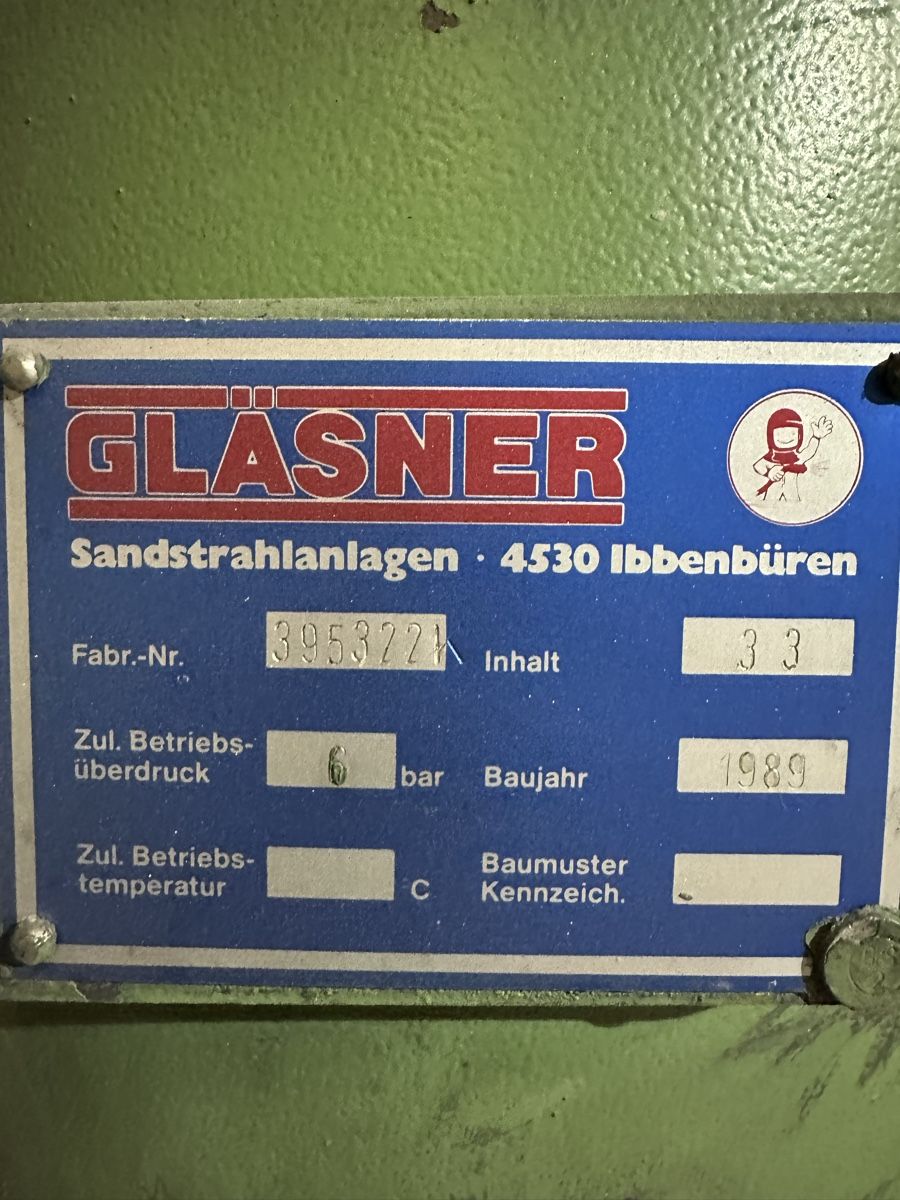 GLÄSNER
Sandstrahlanlagen · 4530 Ibbenbüren
Fabr.-Nr. Inhalt 33
Zul. Betriebs-
überdruck 6 bar Baujahr 1989
Zul. Betriebs-
temperatur C
Baumuster
Kennzeich.